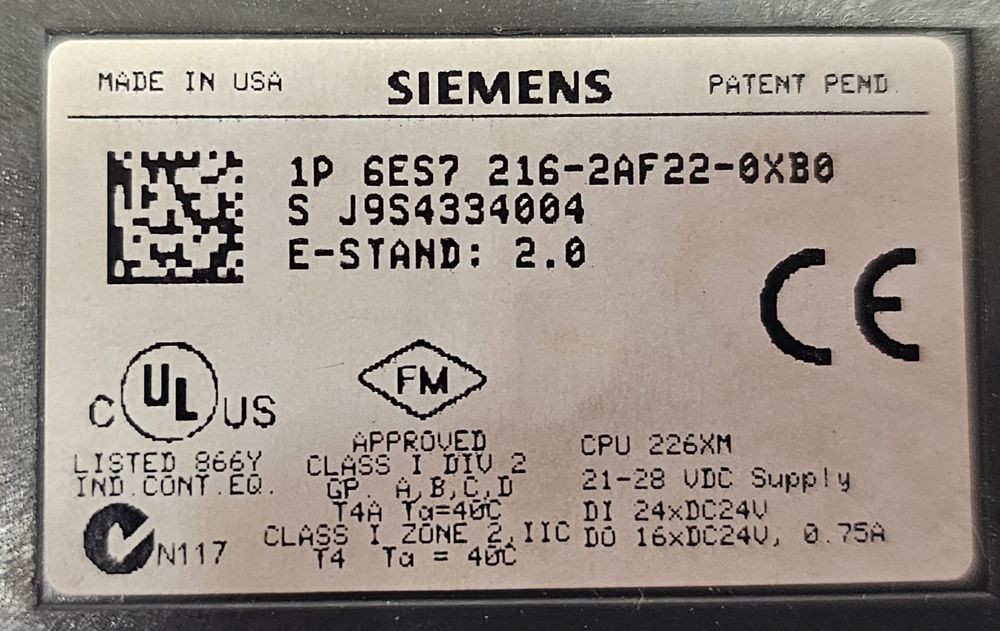 MADE IN USA
SIEMENS
PATENT PEND.
1P 6ES7 216-2AF22-0XB0
S J9S4334004
E-STAND: 2.0
CE
C UL US
LISTED 866Y
IND.CONT.EQ.
N117
FM
APPROVED
CLASS I DIV 2
GP. A,B,C,D
T4A Ta=40C
CLASS I ZONE 2,IIC
T4 Ta = 40C
CPU 226XM
21-28 VDC Supply
DI 24xDC24V
DO 16xDC24V, 0.75A